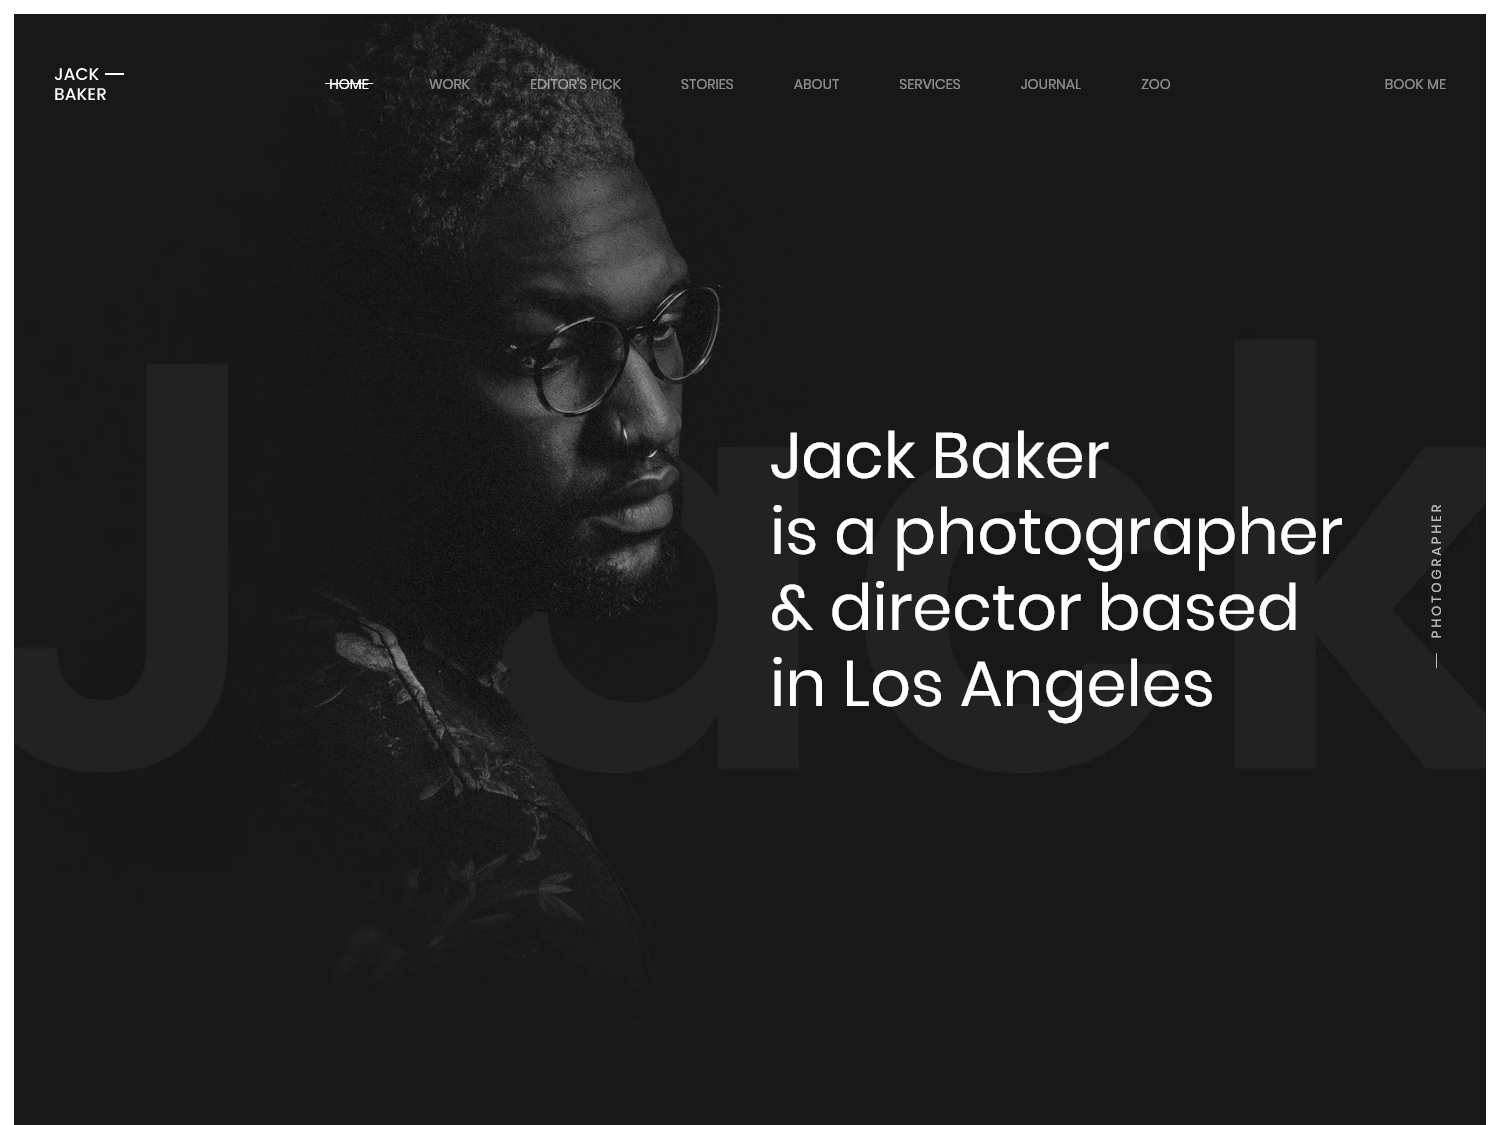 JACK —
BAKER
HOME
WORK
EDITOR'S PICK
STORIES
ABOUT
SERVICES
JOURNAL
ZOO
BOOK ME
Jack
Jack Baker
is a photographer
& director based
in Los Angeles
— PHOTOGRAPHER